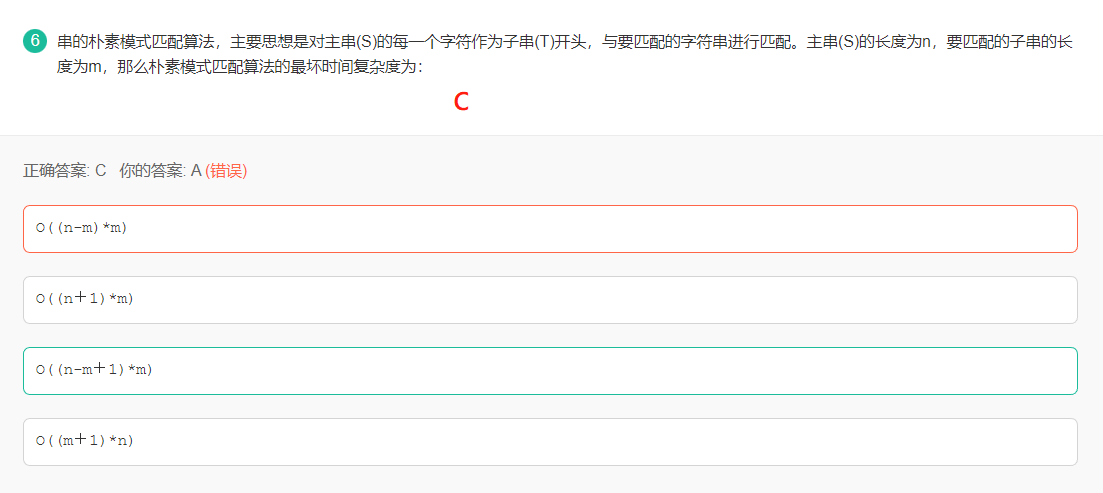 6 串的朴素模式匹配算法，主要思想是对主串(S)的每一个字符作为子串(T)开头，与要匹配的字符串进行匹配。主串(S)的长度为n，要匹配的子串的长
度为m，那么朴素模式匹配算法的最坏时间复杂度为：
C
正确答案: C 你的答案: A (错误)
O((n-m)*m)
O((n＋1)*m)
O((n-m＋1)*m)
O((m＋1)*n)